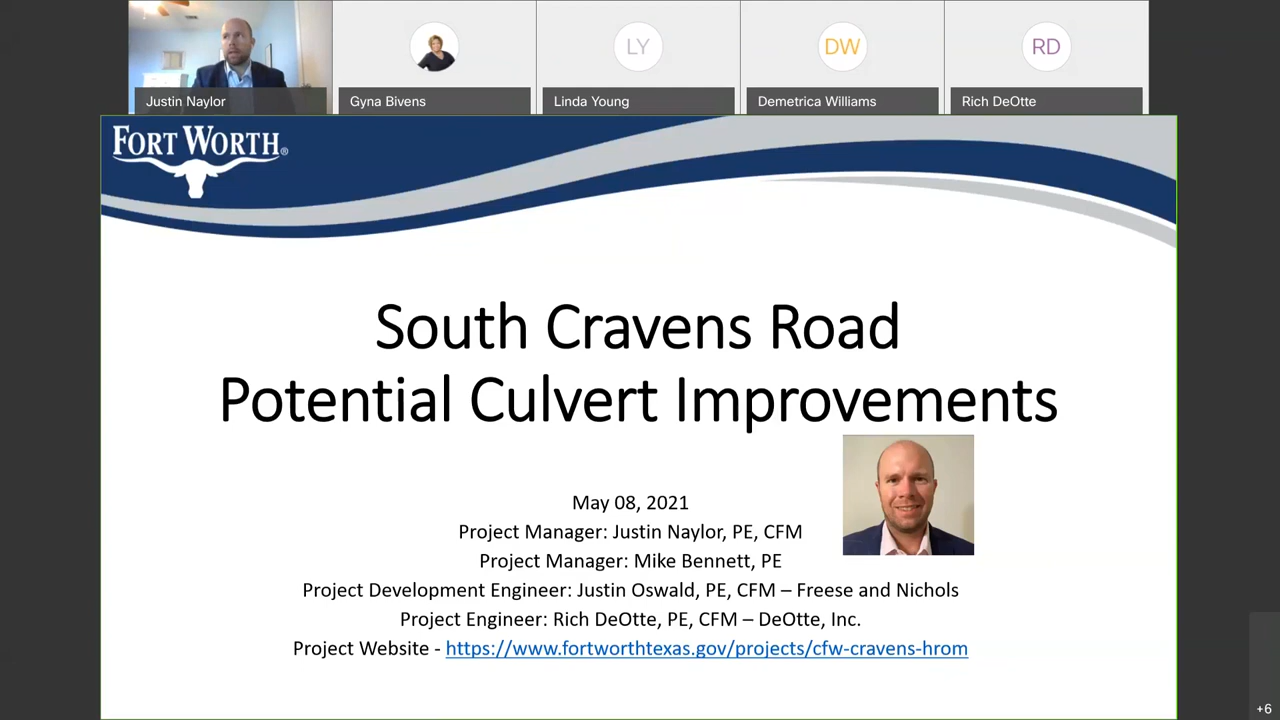 LY
DW
RD
Justin Naylor
Gyna Bivens
Linda Young
Demetrica Williams
Rich DeOtte
FORT WORTH®
South Cravens Road
Potential Culvert Improvements
May 08, 2021
Project Manager: Justin Naylor, PE, CFM
Project Manager: Mike Bennett, PE
Project Development Engineer: Justin Oswald, PE, CFM – Freese and Nichols
Project Engineer: Rich DeOtte, PE, CFM – DeOtte, Inc.
Project Website - https://www.fortworthtexas.gov/projects/cfw-cravens-hrom
+6